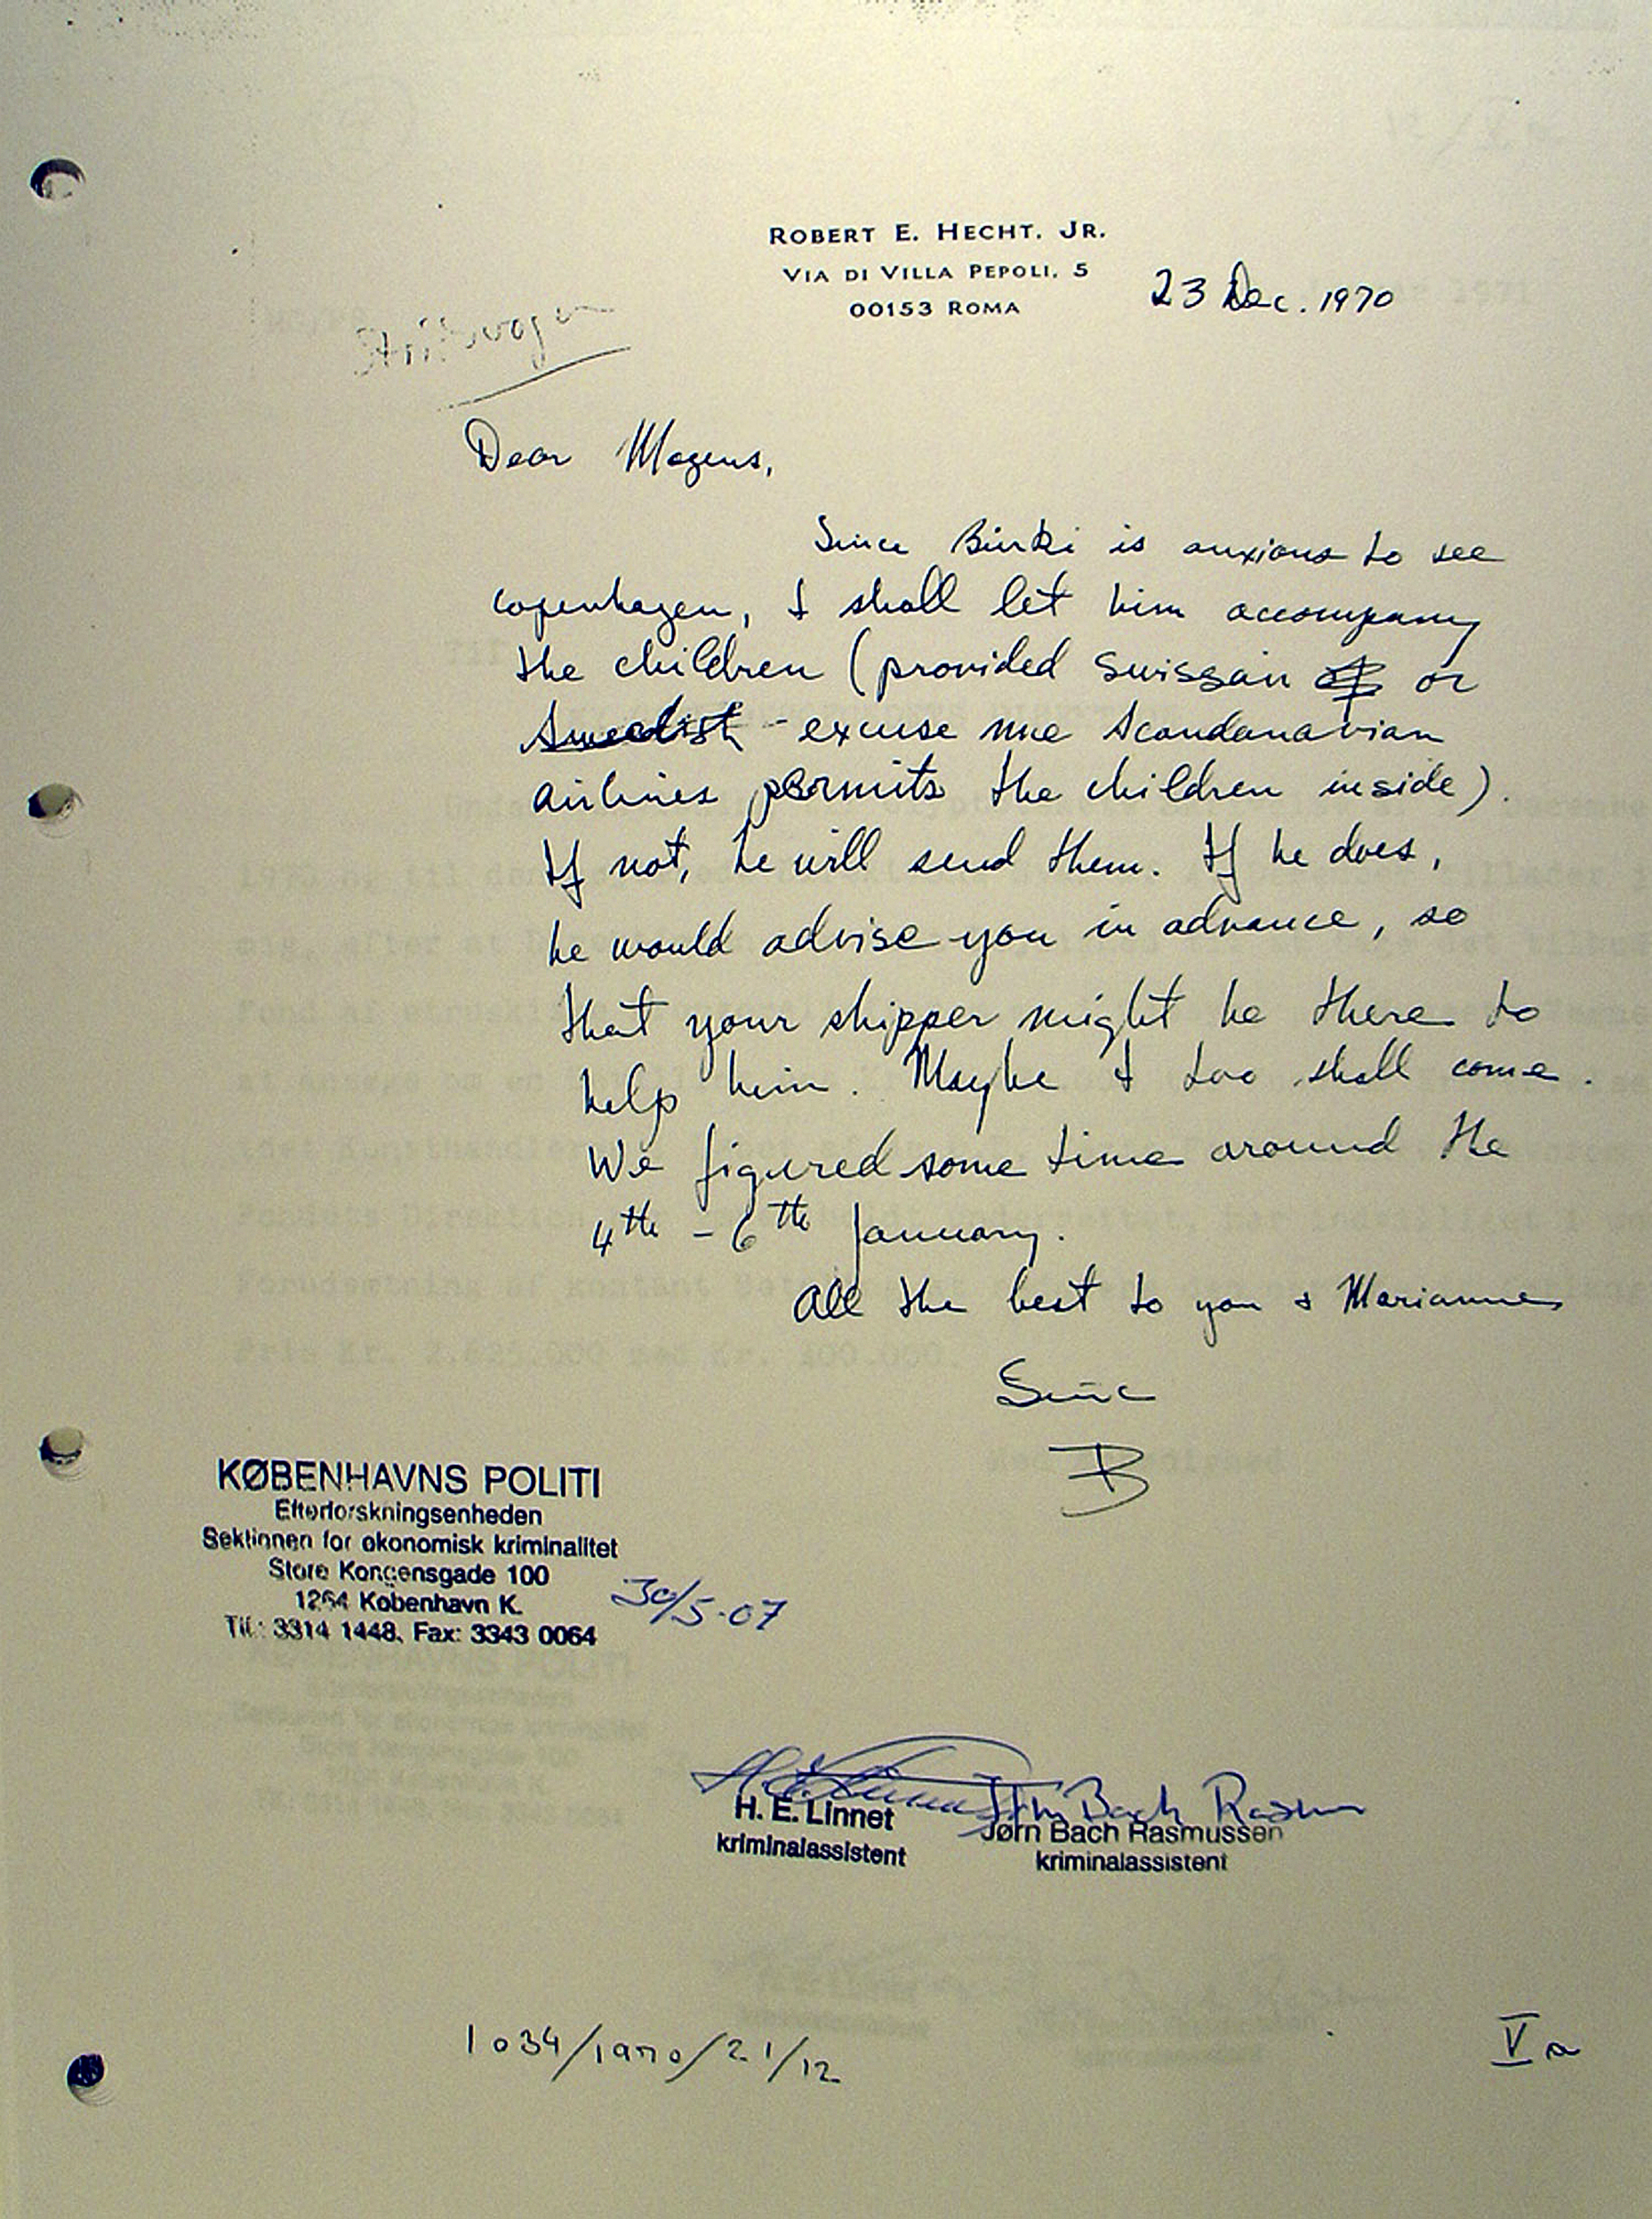 ROBERT E. HECHT. JR.
VIA DI VILLA PEPOLI. 5
00153 ROMA
23 Dec. 1970
Dear Mogens,
Since Bürki is anxious to see
Copenhagen, I shall let him accompany
the children (provided Swissair of or
Swedish - excuse me Scandanavian
airlines permits the children inside).
If not, he will send them. If he does,
he would advise you in advance, so
that your shipper might be there to
help him. Maybe I too shall come.
We figured some time around the
4th - 6th January.
All the best to you & Marianne
Sinc
B
KØBENHAVNS POLITI
Efterforskningsenheden
Sektionen for økonomisk kriminalitet
Store Kongensgade 100
1264 København K.
Tlf.: 3314 1448, Fax: 3343 0064
30/5-07
H. E. Linnet
kriminalassistent
Jørn Bach Rasmussen
Jørn Bach Rasmussen
kriminalassistent
1034/1970/21/12
Va